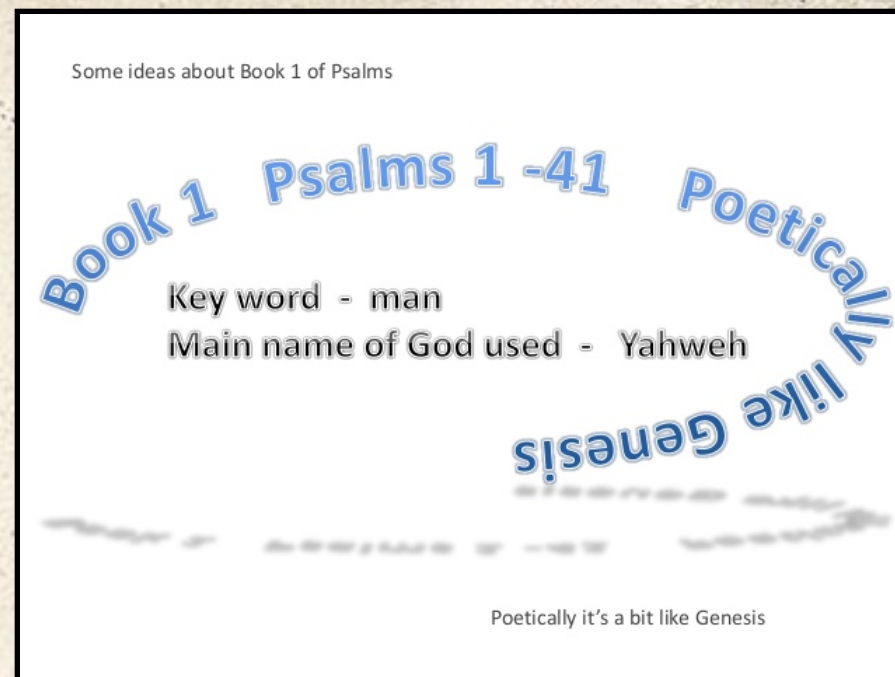 Some ideas about Book 1 of Psalms
Book 1 Psalms 1 -41 Poetically like Genesis
Key word - man
Main name of God used - Yahweh
Poetically it's a bit like Genesis